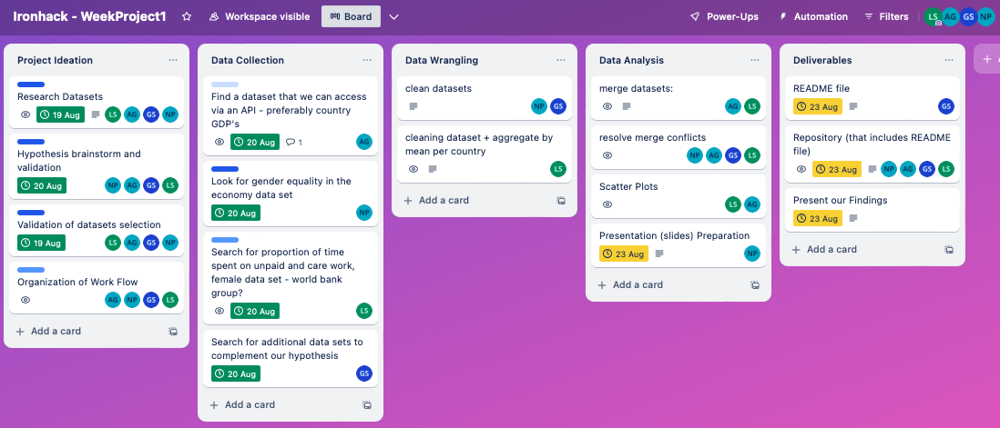 Ironhack - WeekProject1
Workspace visible
Board
Power-Ups
Automation
Filters
LS AG GS NP
Project Ideation
Research Datasets
19 Aug
LS AG GS NP
Hypothesis brainstorm and
validation
20 Aug
NP AG GS LS
Validation of datasets selection
19 Aug
LS AG GS NP
Organization of Work Flow
AG NP GS LS
+ Add a card
Data Collection
Find a dataset that we can access
via an API - preferably country
GDP's
20 Aug
1
AG
Look for gender equality in the
economy data set
20 Aug
NP
Search for proportion of time
spent on unpaid and care work,
female data set - world bank
group?
20 Aug
LS
Search for additional data sets to
complement our hypothesis
20 Aug
GS
+ Add a card
Data Wrangling
clean datasets
NP GS
cleaning dataset + aggregate by
mean per country
LS
+ Add a card
Data Analysis
merge datasets:
AG LS
resolve merge conflicts
NP AG GS LS
Scatter Plots
LS AG
Presentation (slides) Preparation
23 Aug
NP
+ Add a card
Deliverables
README file
23 Aug
GS
Repository (that includes README
file)
23 Aug
NP AG GS LS
Present our Findings
23 Aug
+ Add a card
+